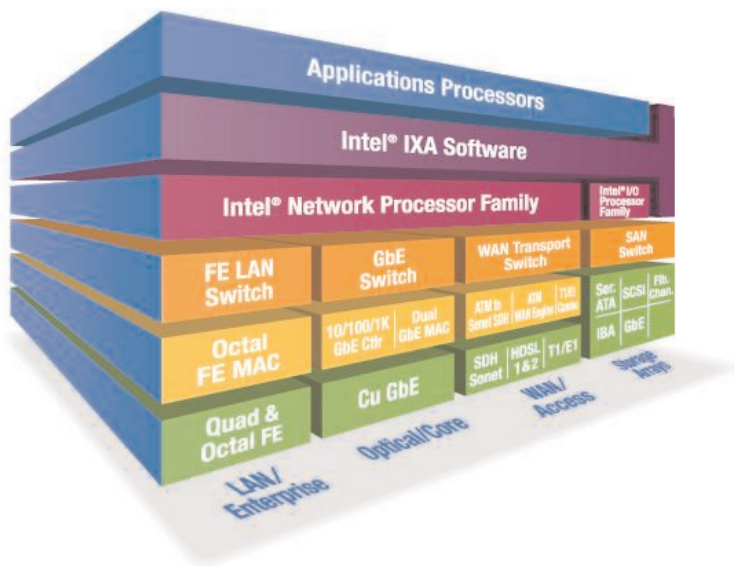 Applications Processors
Intel® IXA Software
Intel® Network Processor Family
Intel® I/O
Processor
Family
FE LAN
Switch
GbE
Switch
WAN Transport
Switch
SAN
Switch
Octal
FE MAC
10/100/1K
GbE Ctlr
Dual
GbE MAC
ATM to
Sonet SDH
ATM
WAN Engine
T1/E1
Ser.
ATA
SCSI
Fib.
Chan.
IBA
GbE
Quad &
Octal FE
Cu GbE
SDH
Sonet
HDSL
1&2
T1/E1
LAN/
Enterprise
Optical/Core
WAN/
Access
Storage
Arrays